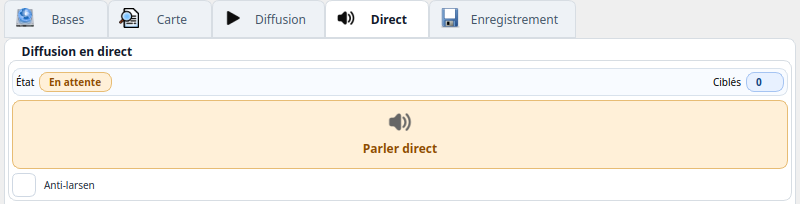 Bases Carte Diffusion Direct Enregistrement
Diffusion en direct
État En attente Ciblés 0
Parler direct
Anti-larsen